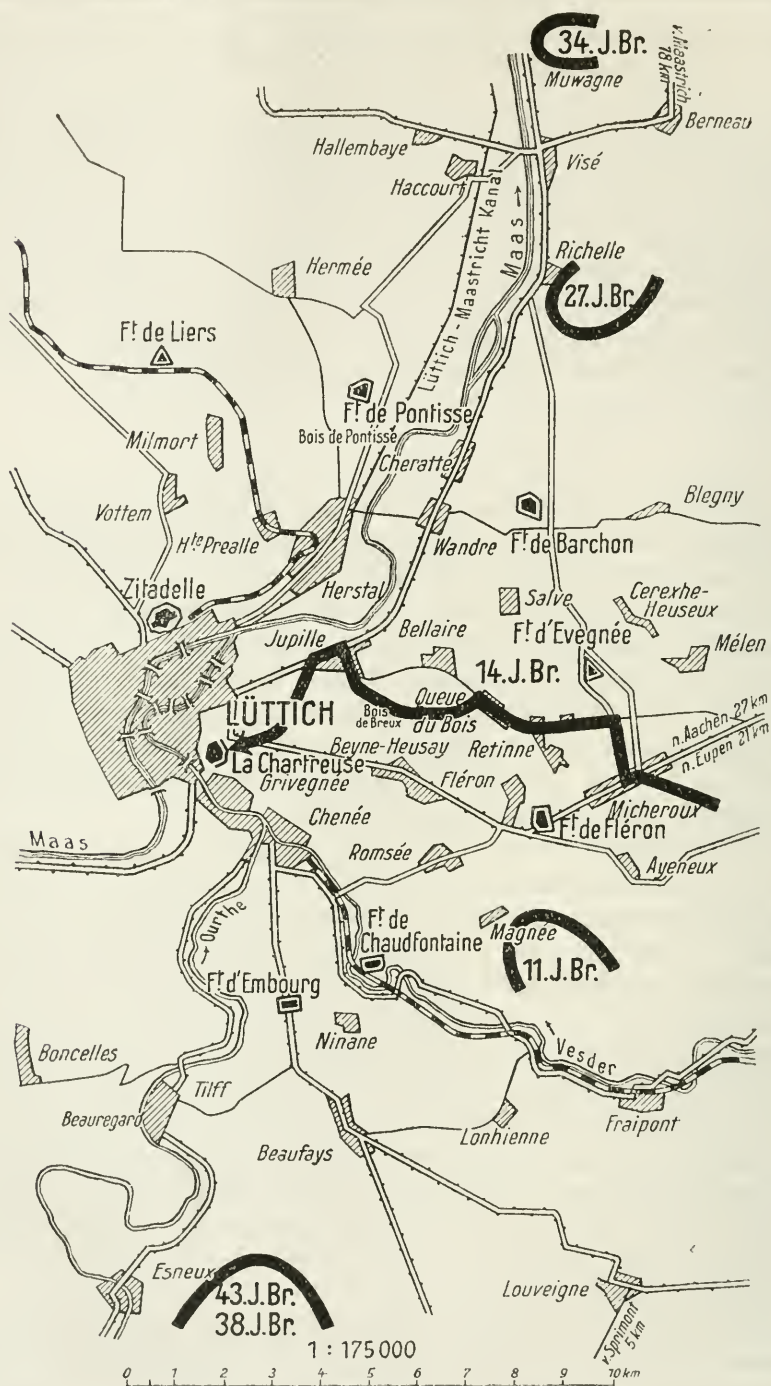 34. J. Br.
Muwagne
v. Maastrich
18 km
Berneau
Hallembaye
Visé
Haccourt
Lüttich-Maastricht Kanal
Maas
Richelle
Hermée
27. J. Br.
Ft. de Liers
Ft. de Pontisse
Bois de Pontisse
Milmort
Cheratte
Blegny
Vottem
Hte Prealle
Wandre
Ft. de Barchon
Zitadelle
Herstal
Salve
Cerexhe-
Heuseux
Jupille
Bellaire
Ft. d'Evegnée
Mélen
14. J. Br.
Bois
de Breux
Queue
du Bois
LÜTTICH
n. Aachen 27 km
n. Eupen 21 km
Beyne-Heusay
Retinne
La Chartreuse
Grivegnée
Fléron
Micheroux
Ft. de Fléron
Chenée
Maas
Romsée
Ayeneux
Ourthe
Ft. de
Chaudfontaine
Magnée
11. J. Br.
Ft. d'Embourg
Ninane
Boncelles
Vesder
Tilff
Beauregard
Lonhienne
Fraipont
Beaufays
Esneux
43. J. Br.
38. J. Br.
Louveigne
v. Sprimont
5 km
1 : 175 000
0 1 2 3 4 5 6 7 8 9 10 km